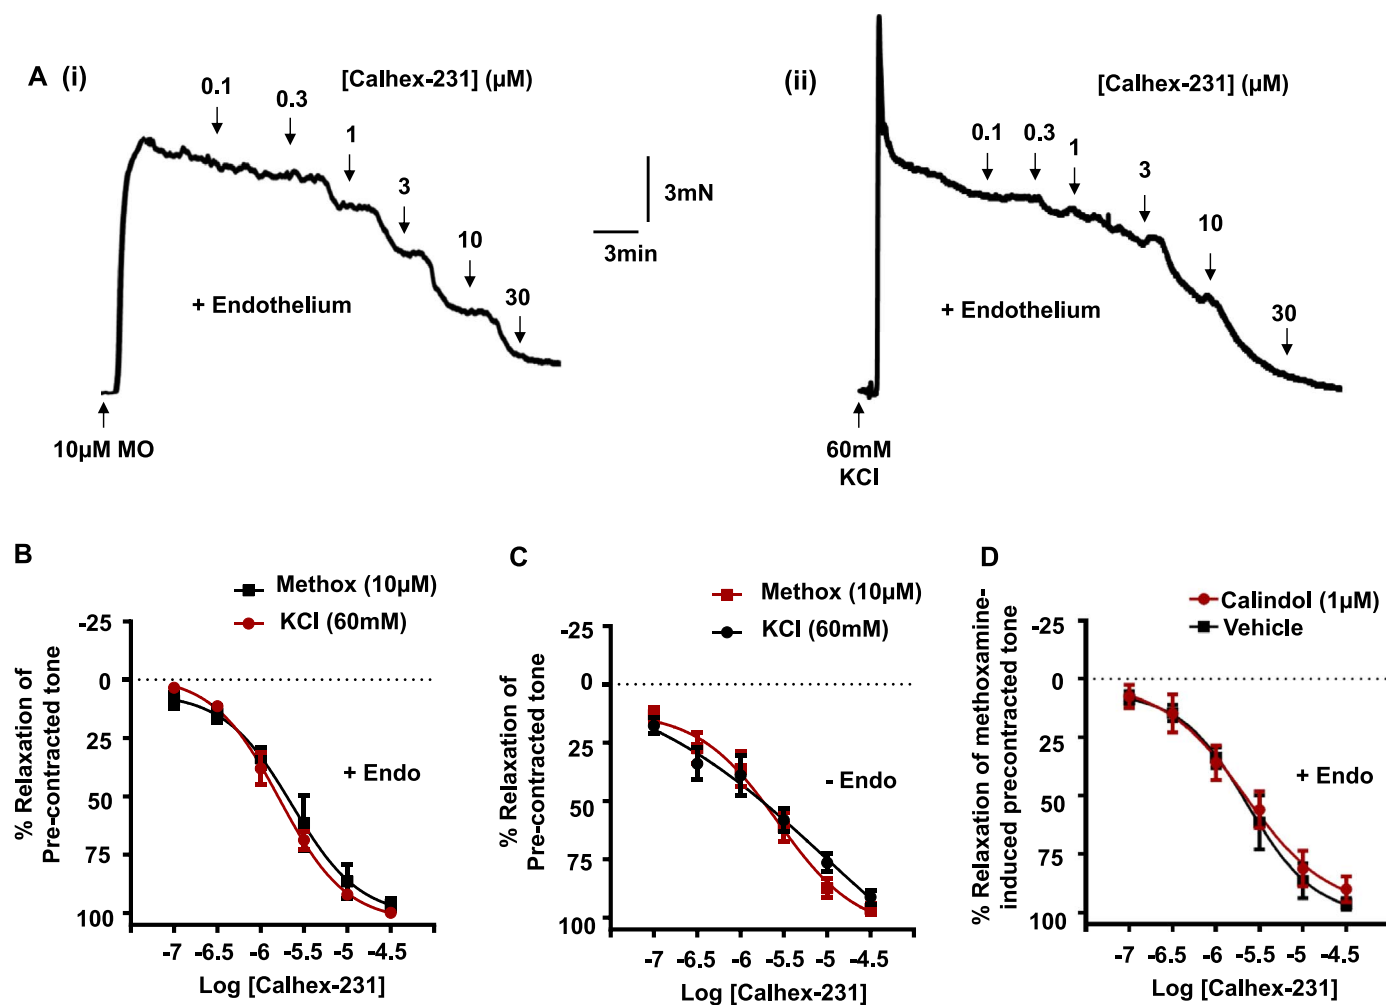 A (i)
[Calhex-231] (µM)
0.1
0.3
1
3
10
30
+ Endothelium
10µM MO
3mN
3min
(ii)
[Calhex-231] (µM)
0.1
0.3
1
3
10
30
+ Endothelium
60mM
KCl
B
Methox (10µM)
KCl (60mM)
-25
0
25
50
75
100
% Relaxation of
Pre-contracted tone
+ Endo
-7 -6.5 -6 -5.5 -5 -4.5
Log [Calhex-231]
C
Methox (10µM)
KCl (60mM)
-25
0
25
50
75
100
% Relaxation of
Pre-contracted tone
- Endo
-7 -6.5 -6 -5.5 -5 -4.5
Log [Calhex-231]
D
Calindol (1µM)
Vehicle
-25
0
25
50
75
100
% Relaxation of methoxamine-
induced precontracted tone
+ Endo
-7 -6.5 -6 -5.5 -5 -4.5
Log [Calhex-231]